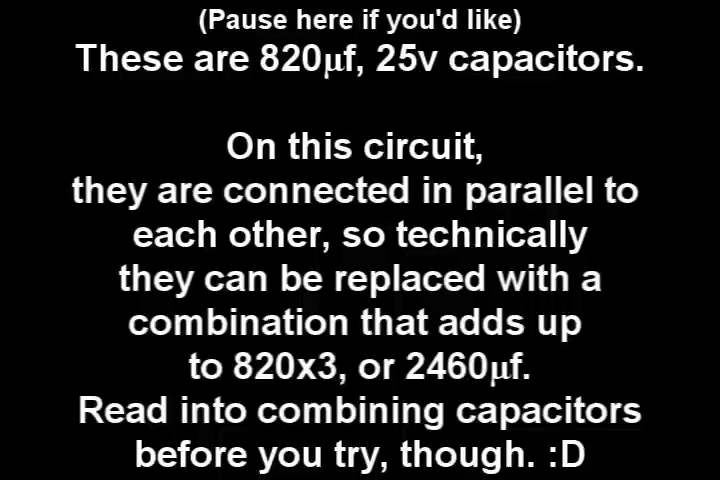 (Pause here if you'd like)
These are 820μf, 25v capacitors.
On this circuit,
they are connected in parallel to
each other, so technically
they can be replaced with a
combination that adds up
to 820x3, or 2460μf.
Read into combining capacitors
before you try, though. :D